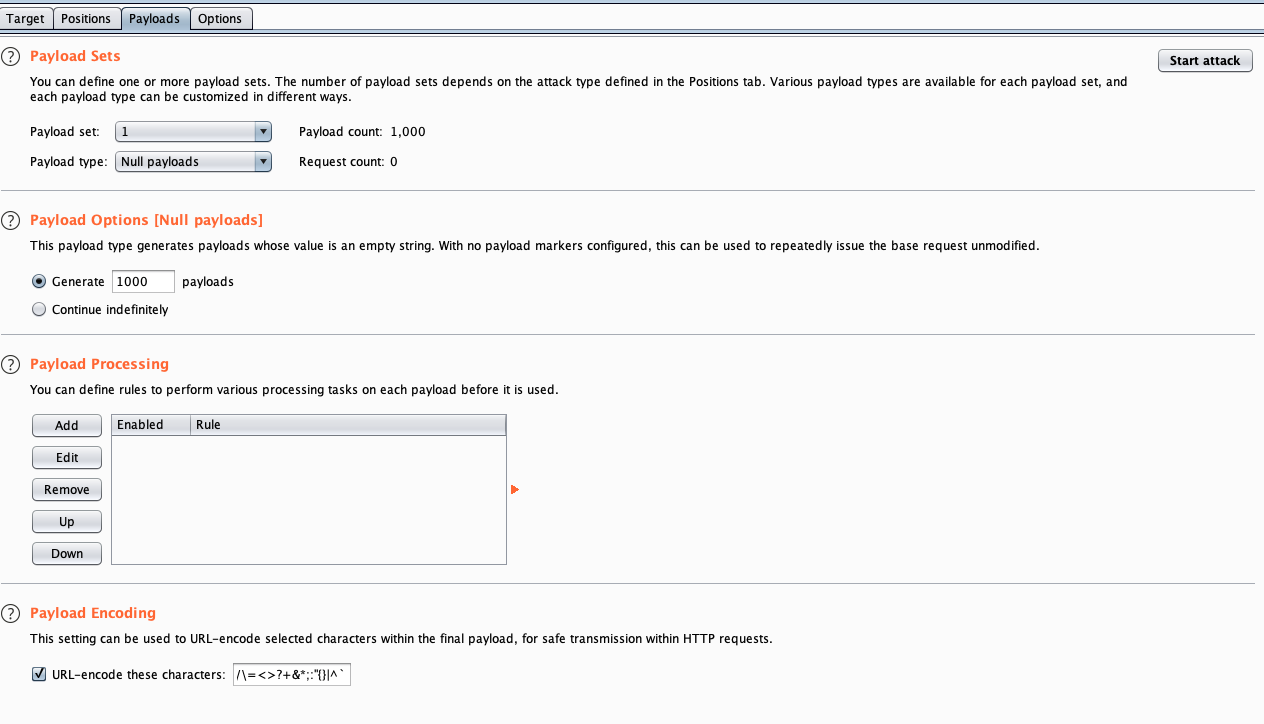 Target Positions Payloads Options
? Payload Sets
Start attack
You can define one or more payload sets. The number of payload sets depends on the attack type defined in the Positions tab. Various payload types are available for each payload set, and
each payload type can be customized in different ways.
Payload set: 1 Payload count: 1,000
Payload type: Null payloads Request count: 0
? Payload Options [Null payloads]
This payload type generates payloads whose value is an empty string. With no payload markers configured, this can be used to repeatedly issue the base request unmodified.
Generate 1000 payloads
Continue indefinitely
? Payload Processing
You can define rules to perform various processing tasks on each payload before it is used.
Add Enabled Rule
Edit
Remove
Up
Down
? Payload Encoding
This setting can be used to URL-encode selected characters within the final payload, for safe transmission within HTTP requests.
URL-encode these characters: /\=<>?+&*;:"{}|^`